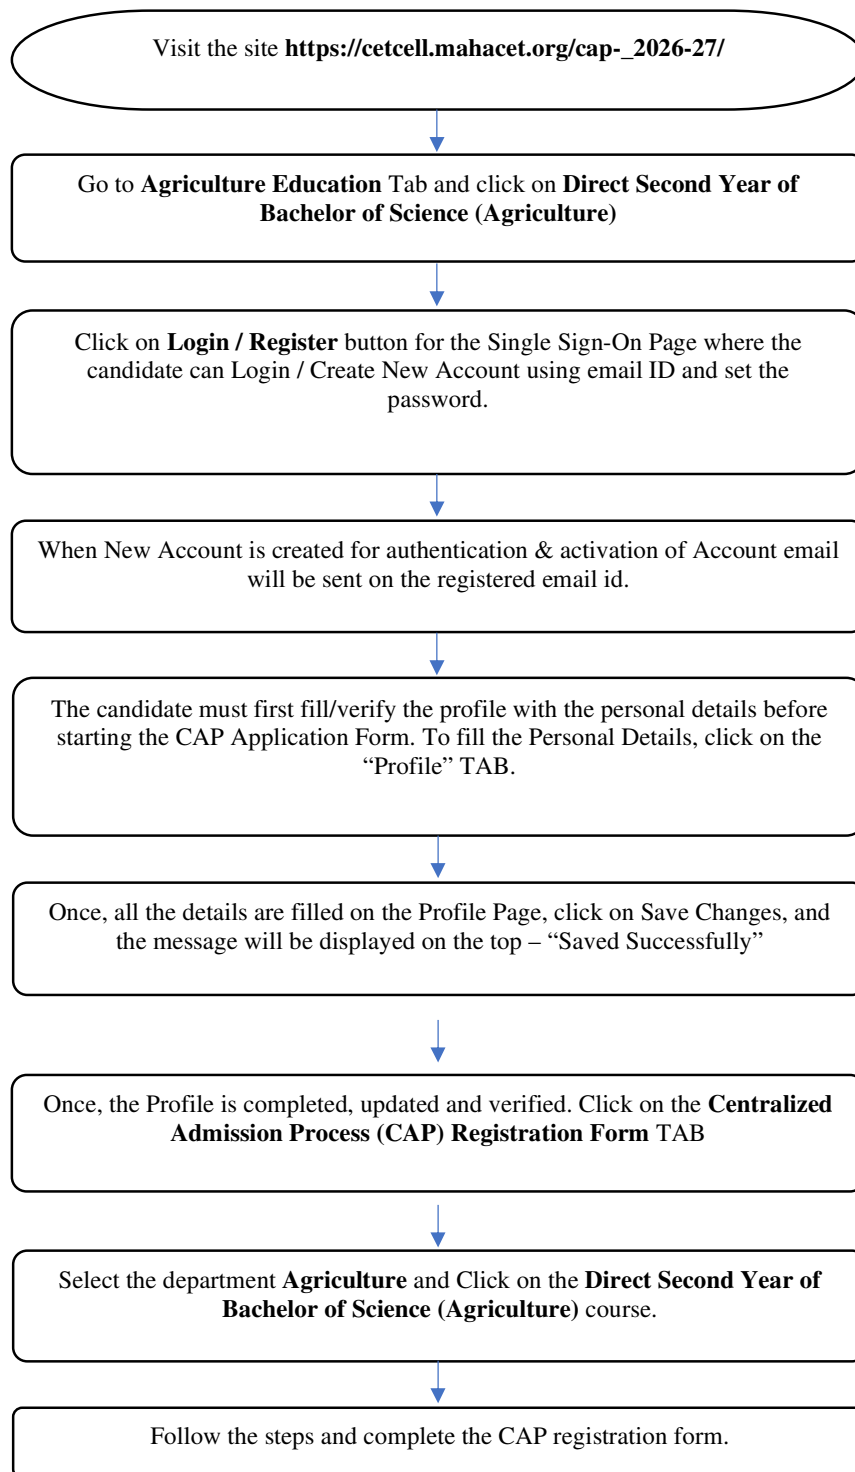 Visit the site https://cetcell.mahacet.org/cap-_2026-27/
Go to Agriculture Education Tab and click on Direct Second Year of
Bachelor of Science (Agriculture)
Click on Login / Register button for the Single Sign-On Page where the
candidate can Login / Create New Account using email ID and set the
password.
When New Account is created for authentication & activation of Account email
will be sent on the registered email id.
The candidate must first fill/verify the profile with the personal details before
starting the CAP Application Form. To fill the Personal Details, click on the
“Profile” TAB.
Once, all the details are filled on the Profile Page, click on Save Changes, and
the message will be displayed on the top – “Saved Successfully”
Once, the Profile is completed, updated and verified. Click on the Centralized
Admission Process (CAP) Registration Form TAB
Select the department Agriculture and Click on the Direct Second Year of
Bachelor of Science (Agriculture) course.
Follow the steps and complete the CAP registration form.